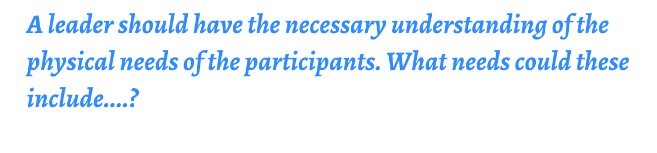 A leader should have the necessary understanding of the
physical needs of the participants. What needs could these
include....?